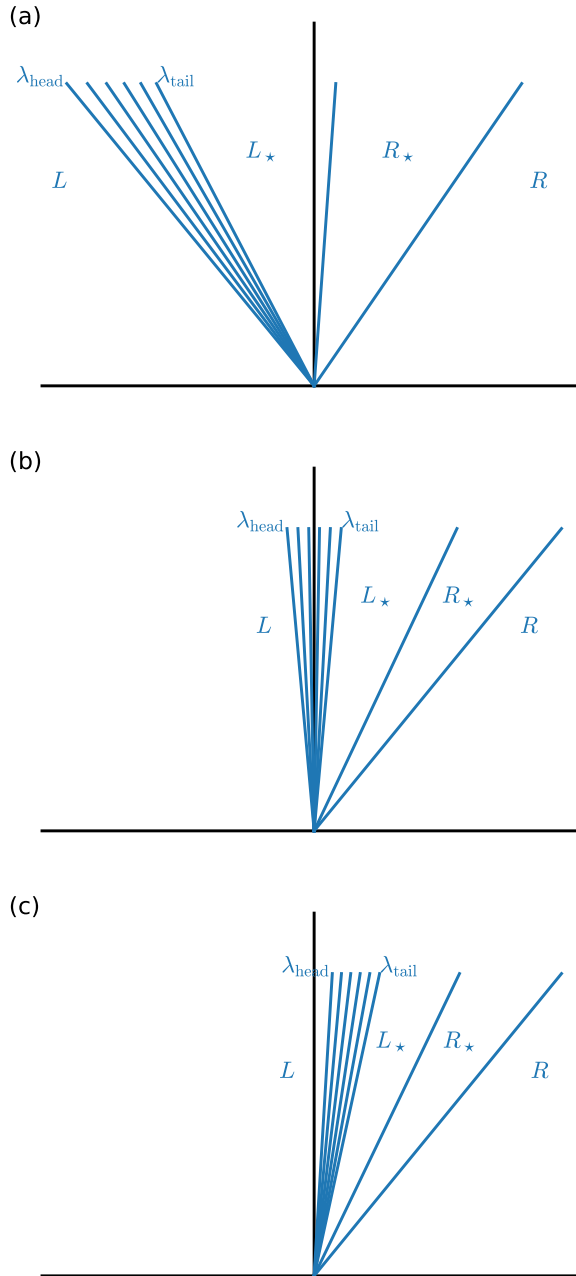 (a)
λhead λtail
L⋆ R⋆
L R
(b)
λhead λtail
L⋆ R⋆
L R
(c)
λhead λtail
L⋆ R⋆
L R